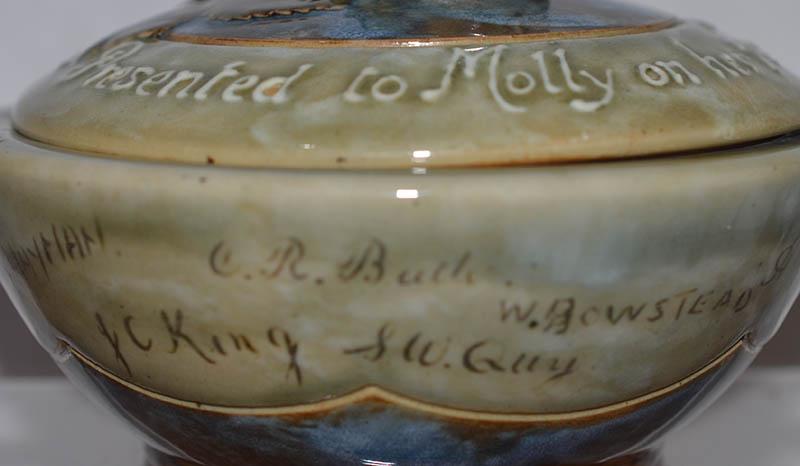 Presented to Molly on her
C. R. Bath.
W. BOWSTEAD
J C King S W. Guy